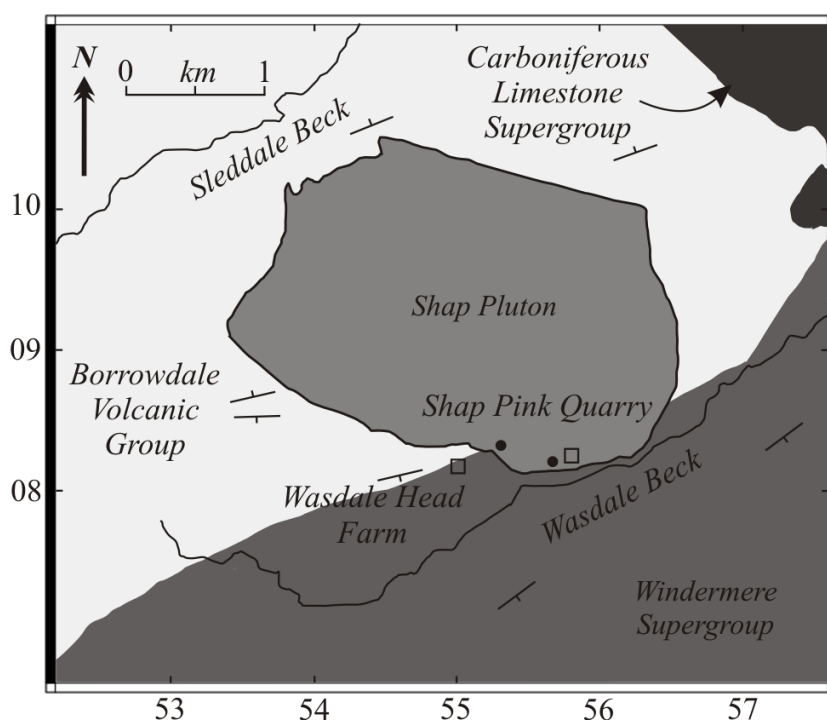 N
0 km 1
Carboniferous
Limestone
Supergroup
Sleddale Beck
10
Shap Pluton
09
Borrowdale
Volcanic
Group
Shap Pink Quarry
08
Wasdale Head
Farm
Wasdale Beck
Windermere
Supergroup
53 54 55 56 57